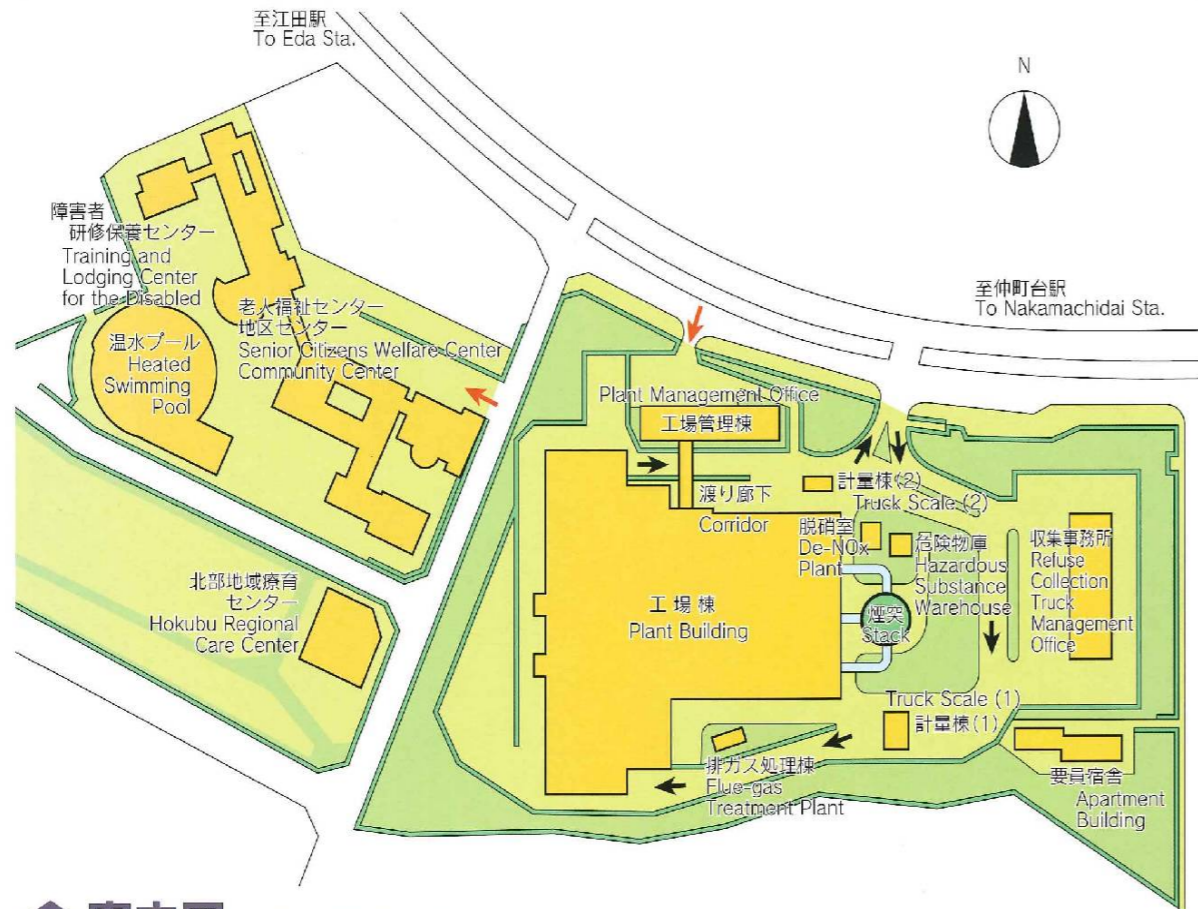 至江田駅
To Eda Sta.
N
障害者
研修保養センター
Training and
Lodging Center
for the Disabled
老人福祉センター
地区センター
Senior Citizens Welfare Center
Community Center
温水プール
Heated
Swimming
Pool
至仲町台駅
To Nakamachidai Sta.
Plant Management Office
工場管理棟
渡り廊下
Corridor
計量棟(2)
Truck Scale (2)
脱硝室
De-NOx
Plant
危険物庫
Hazardous
Substance
Warehouse
収集事務所
Refuse
Collection
Truck
Management
Office
北部地域療育
センター
Hokubu Regional
Care Center
工場棟
Plant Building
煙突
Stack
Truck Scale (1)
計量棟(1)
排ガス処理棟
Flue-gas
Treatment Plant
要員宿舎
Apartment
Building